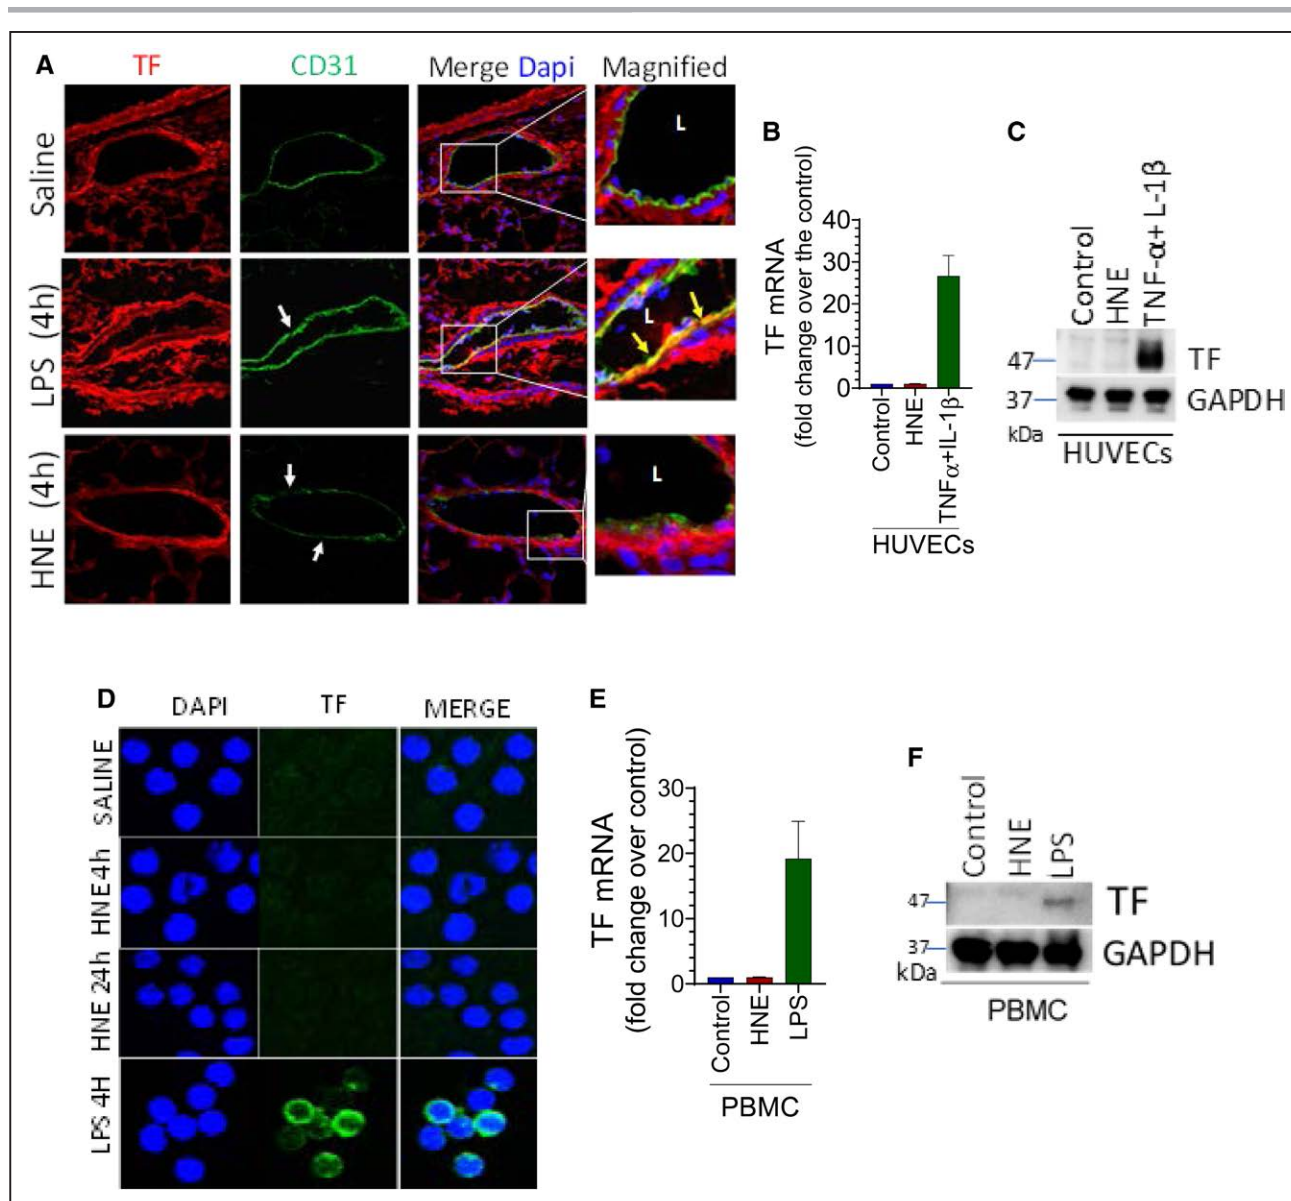 A
TF
CD31
Merge Dapi
Magnified
Saline
L
LPS (4h)
L
HNE (4h)
L
B
TF mRNA
(fold change over the control)
40
30
20
10
0
Control
HNE
TNFα+IL-1β
HUVECs
C
Control
HNE
TNF-α+ L-1β
47
TF
37
GAPDH
kDa
HUVECs
D
DAPI
TF
MERGE
SALINE
HNE4h
HNE 24h
LPS 4H
E
TF mRNA
(fold change over control)
30
20
10
0
Control
HNE
LPS
PBMC
F
Control
HNE
LPS
47
TF
37
GAPDH
kDa
PBMC